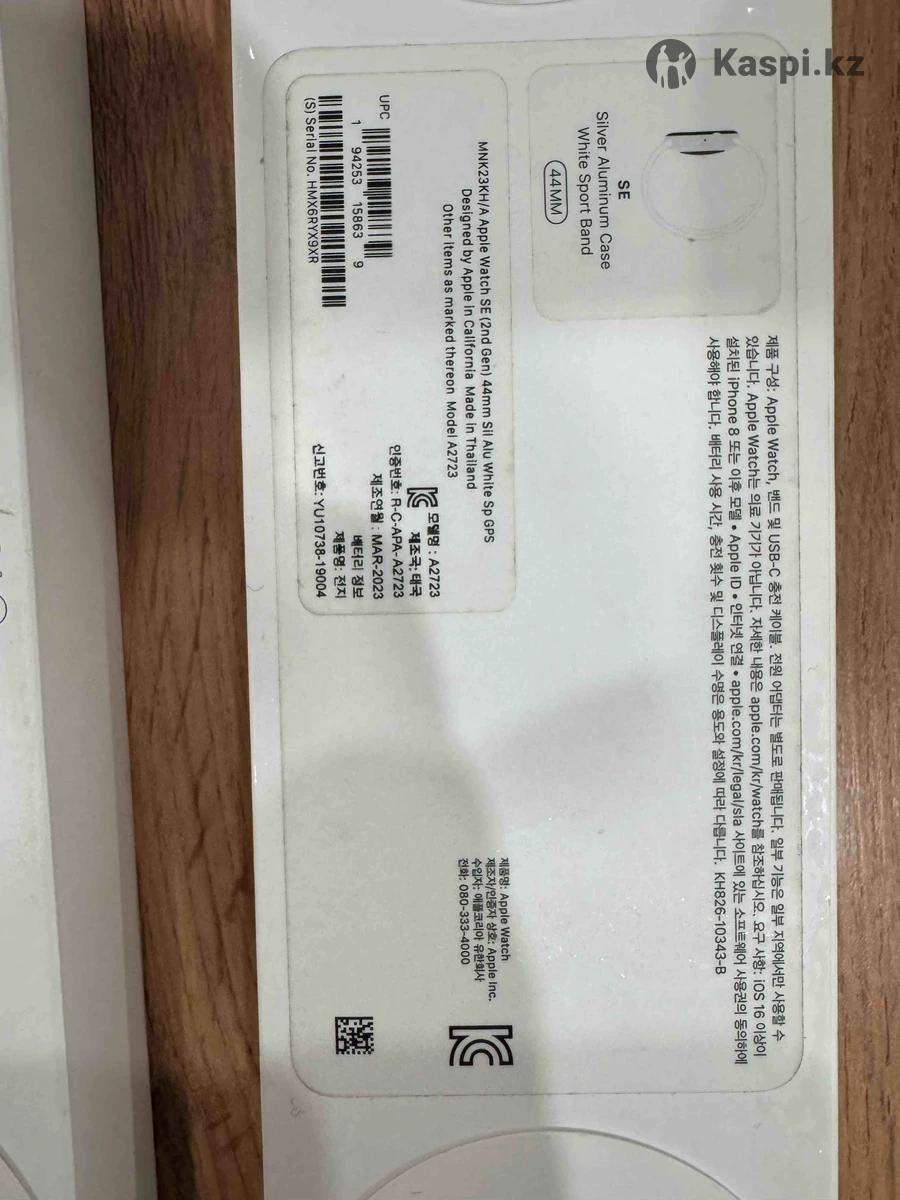 Kaspi.kz
SE
Silver Aluminum Case
White Sport Band
44MM
제품 구성: Apple Watch, 밴드 및 USB-C 충전 케이블. 전원 어댑터는 별도로 판매됩니다. 일부 기능은 일부 지역에서만 사용할 수
있습니다. Apple Watch는 의료 기기가 아닙니다. 자세한 내용은 apple.com/kr/watch를 참조하십시오. 요구 사항: iOS 16 이상이
설치된 iPhone 8 또는 이후 모델 • Apple ID • 인터넷 연결 • apple.com/kr/legal/sla 사이트에 있는 소프트웨어 사용권의 동의하에
사용해야 합니다. 배터리 사용 시간, 충전 횟수 및 디스플레이 수명은 용도와 설정에 따라 다릅니다. KH826-10343-B
MNK23KH/A Apple Watch SE (2nd Gen) 44mm Sil Alu White Sp GPS
Designed by Apple in California Made in Thailand
Other items as marked thereon Model A2723
UPC
1 94253 15863 9
(S) Serial No. HMX6RYX9XR
모델명 : A2723
제조국: 태국
인증번호: R-C-APA-A2723
제조연월 : MAR-2023
배터리 정보
제품명: 전지
신고번호: YU10738-19004
제품명: Apple Watch
제조자/인증자 상호: Apple Inc.
수입자: 애플코리아 유한회사
전화: 080-333-4000